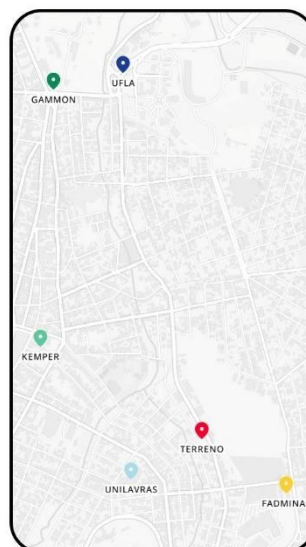 UFLA
GAMMON
KEMPER
TERRENO
UNILAVRAS
FADMINAS